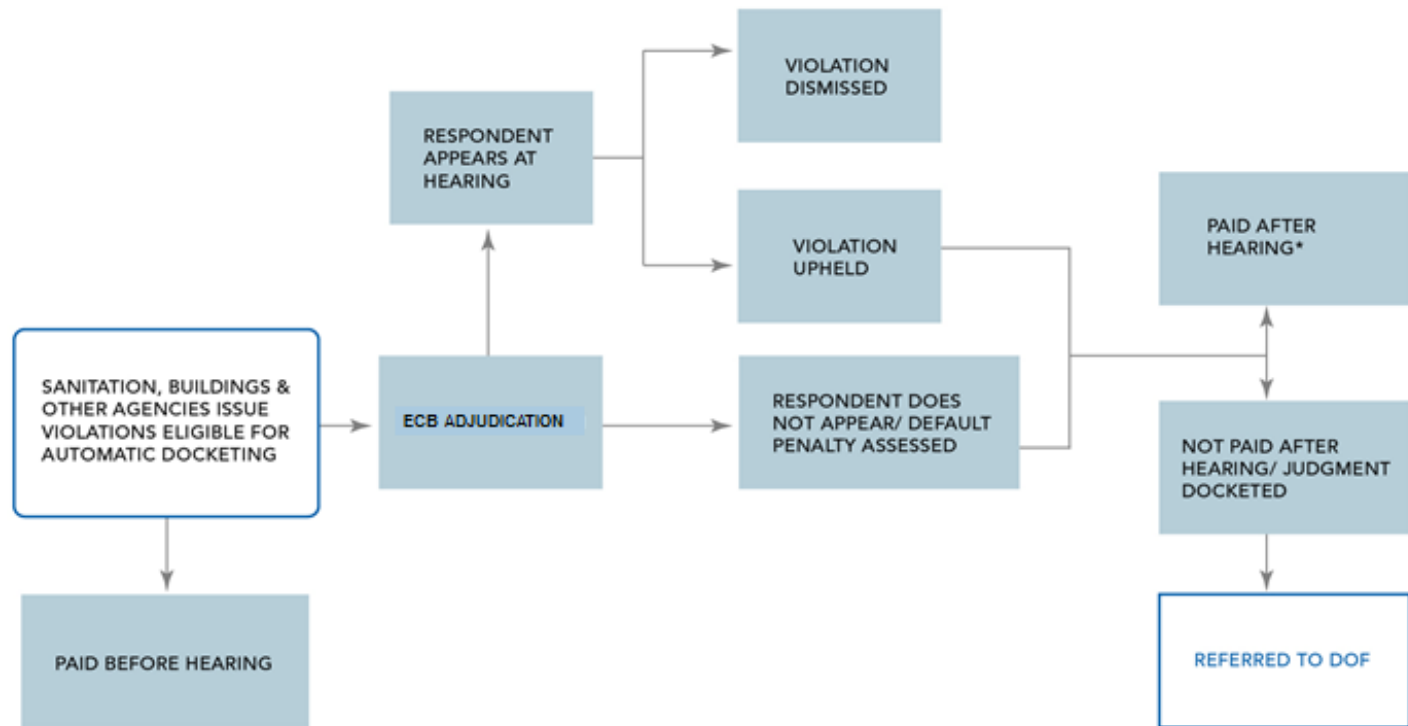 VIOLATION
DISMISSED
RESPONDENT
APPEARS AT
HEARING
VIOLATION
UPHELD
PAID AFTER
HEARING*
SANITATION, BUILDINGS &
OTHER AGENCIES ISSUE
VIOLATIONS ELIGIBLE FOR
AUTOMATIC DOCKETING
ECB ADJUDICATION
RESPONDENT DOES
NOT APPEAR/ DEFAULT
PENALTY ASSESSED
NOT PAID AFTER
HEARING/ JUDGMENT
DOCKETED
PAID BEFORE HEARING
REFERRED TO DOF